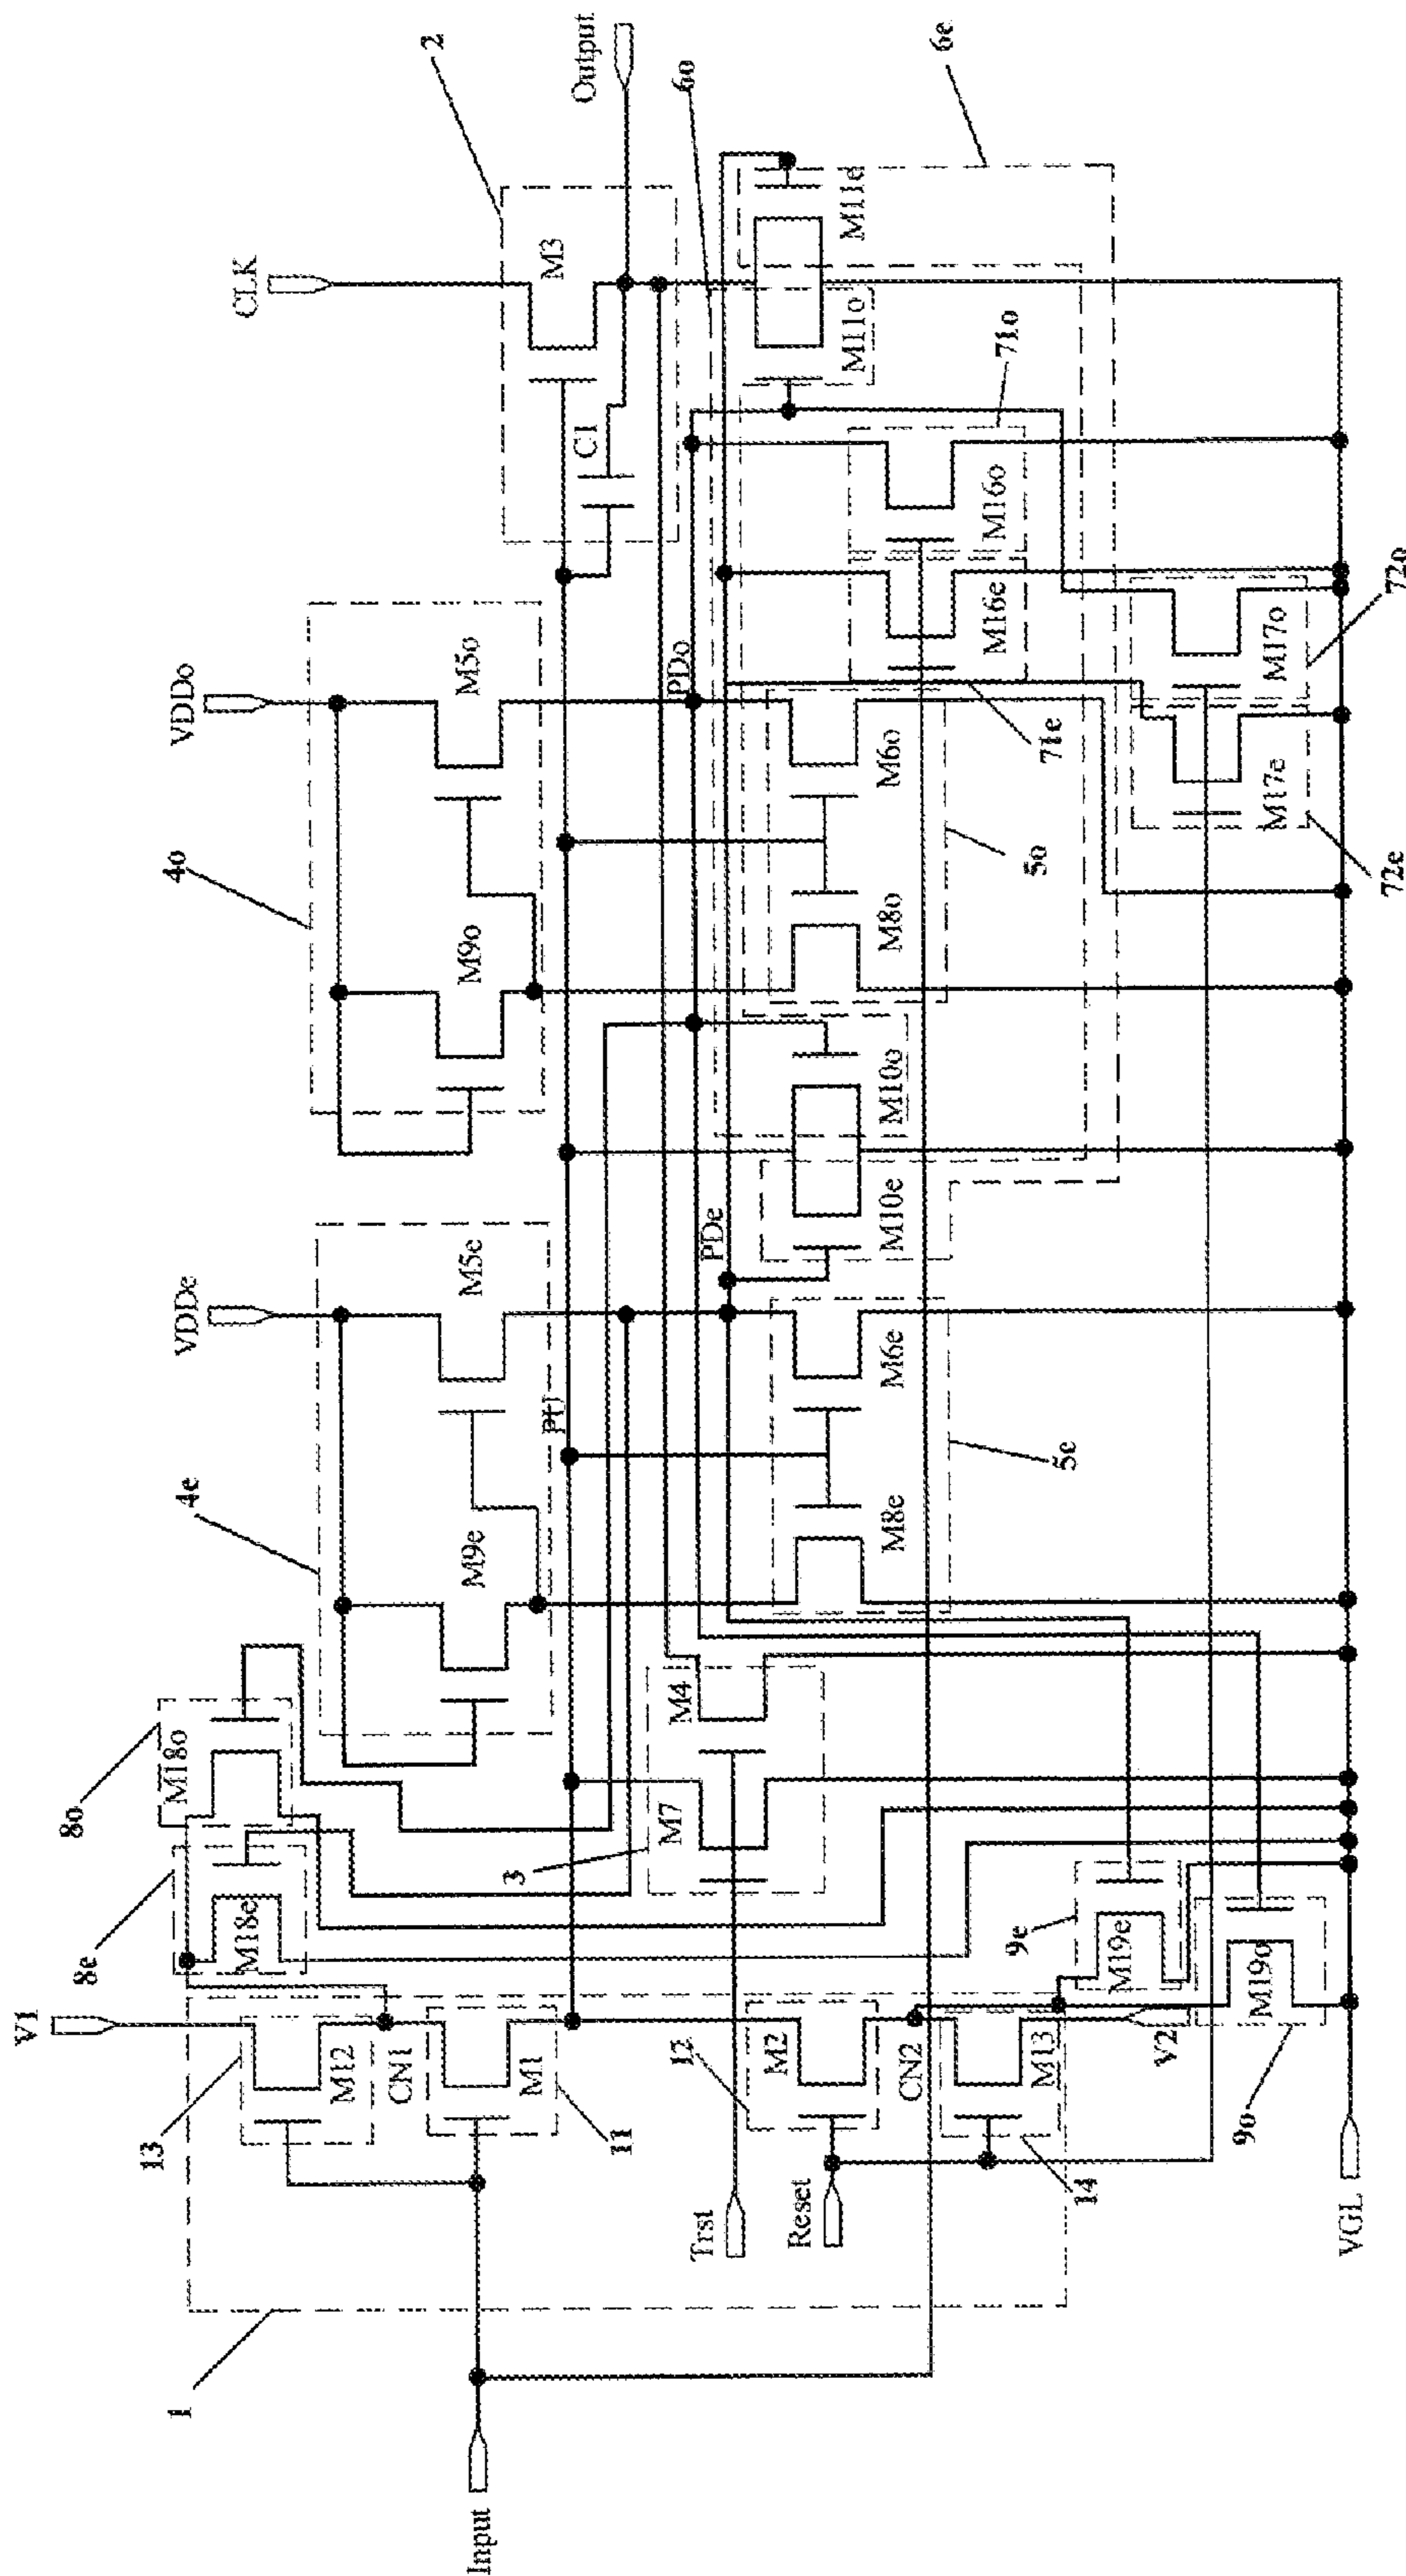 V1
VDDe
VDDo
CLK
13
8e
8o
4e
4o
2
1
M12
M18e
M18o
M9e
M5e
M9o
M5o
M3
C1
Output
CN1
M1
11
PU
Input
Trst
12
3
M7
M4
PDe
PDo
6o
6e
Reset
M2
M8e
M6e
M10e
M10o
M8o
M6o
M16e
M16o
M11o
M11e
CN2
5e
5o
71e
71o
M13
14
V2
9e
M19e
M19o
9o
M17e
M17o
72e
72o
VGL